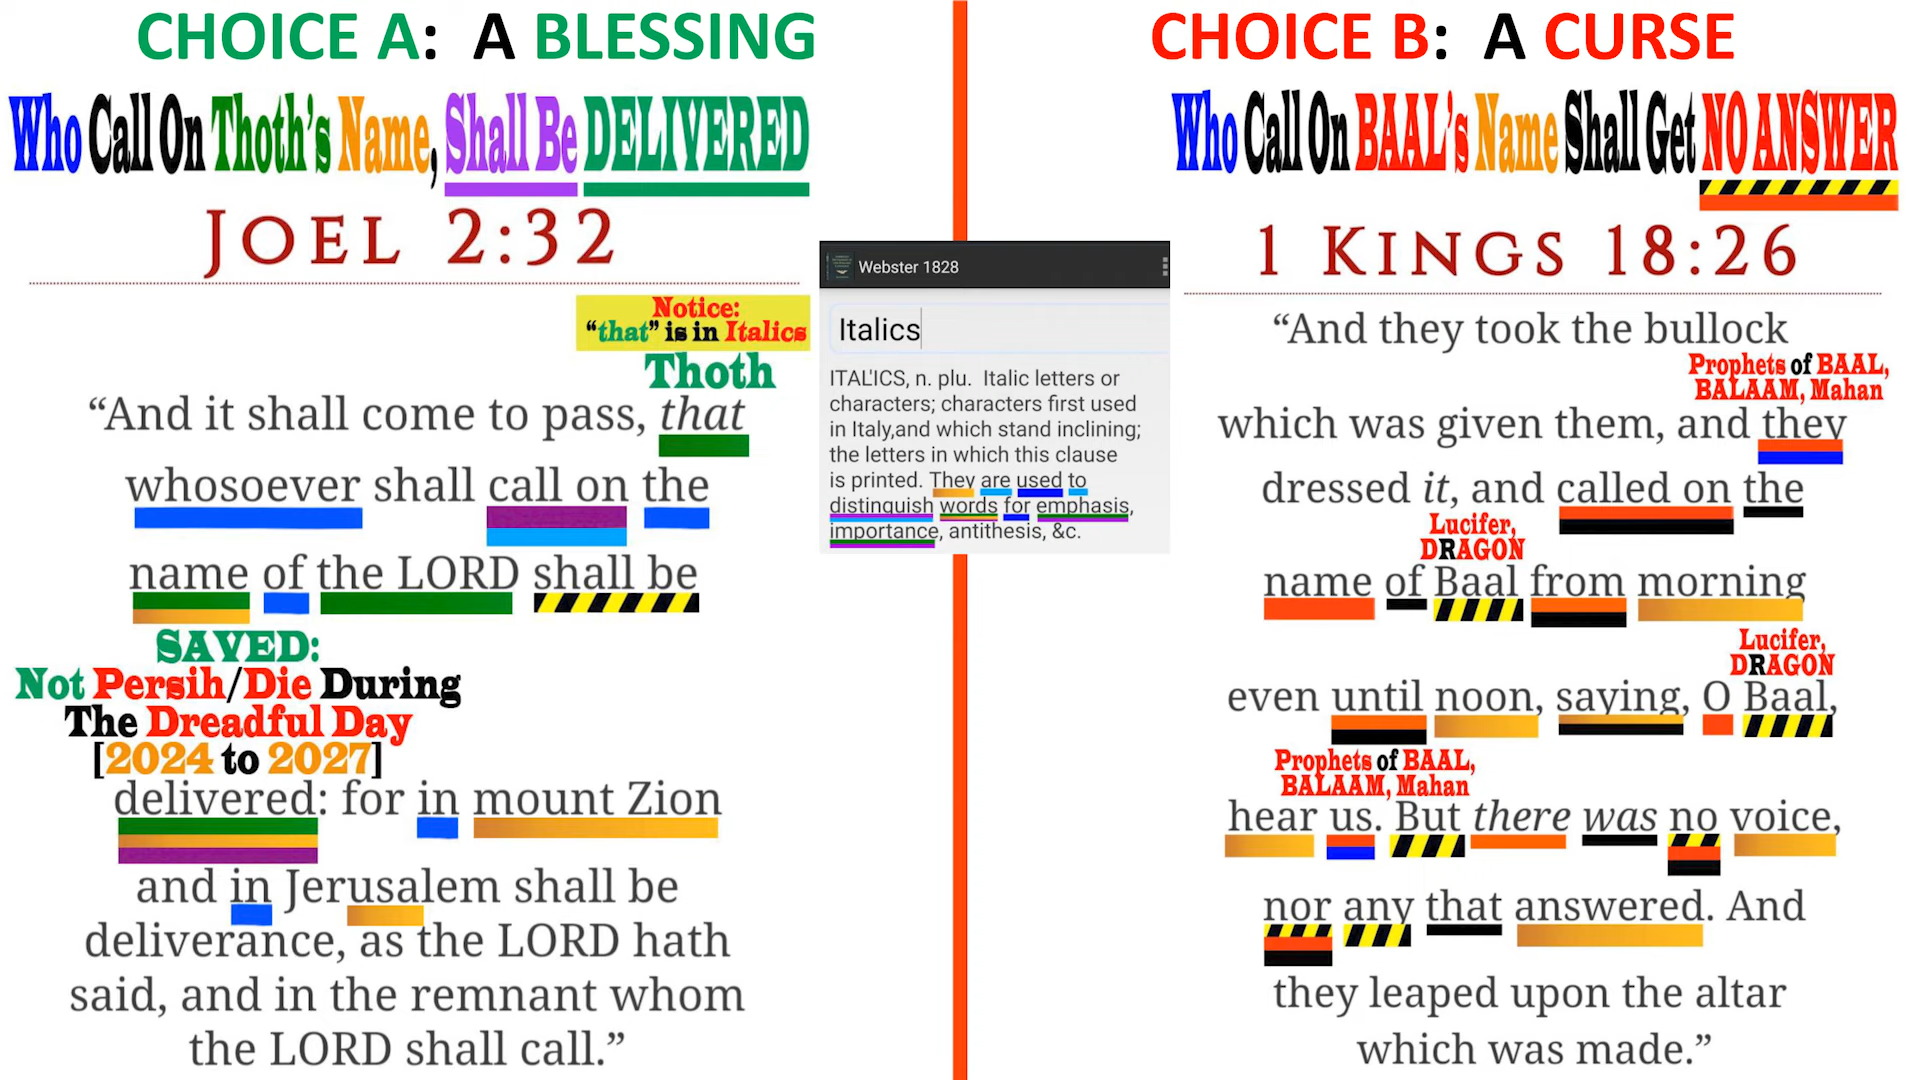 CHOICE A: A BLESSING
Who Call On Thoth's Name, Shall Be DELIVERED
JOEL 2:32
Notice:
"that" is in Italics
Thoth
“And it shall come to pass, that
whosoever shall call on the
name of the LORD shall be
SAVED:
Not Persih/Die During
The Dreadful Day
[2024 to 2027]
delivered: for in mount Zion
and in Jerusalem shall be
deliverance, as the LORD hath
said, and in the remnant whom
the LORD shall call.”
Webster 1828
Italics
ITAL'ICS, n. plu. Italic letters or
characters; characters first used
in Italy,and which stand inclining;
the letters in which this clause
is printed. They are used to
distinguish words for emphasis,
importance, antithesis, &c.
CHOICE B: A CURSE
Who Call On BAAL's Name Shall Get NO ANSWER
1 KINGS 18:26
“And they took the bullock
Prophets of BAAL,
BALAAM, Mahan
which was given them, and they
dressed it, and called on the
Lucifer,
DRAGON
name of Baal from morning
Lucifer,
DRAGON
even until noon, saying, O Baal,
Prophets of BAAL,
BALAAM, Mahan
hear us. But there was no voice,
nor any that answered. And
they leaped upon the altar
which was made.”